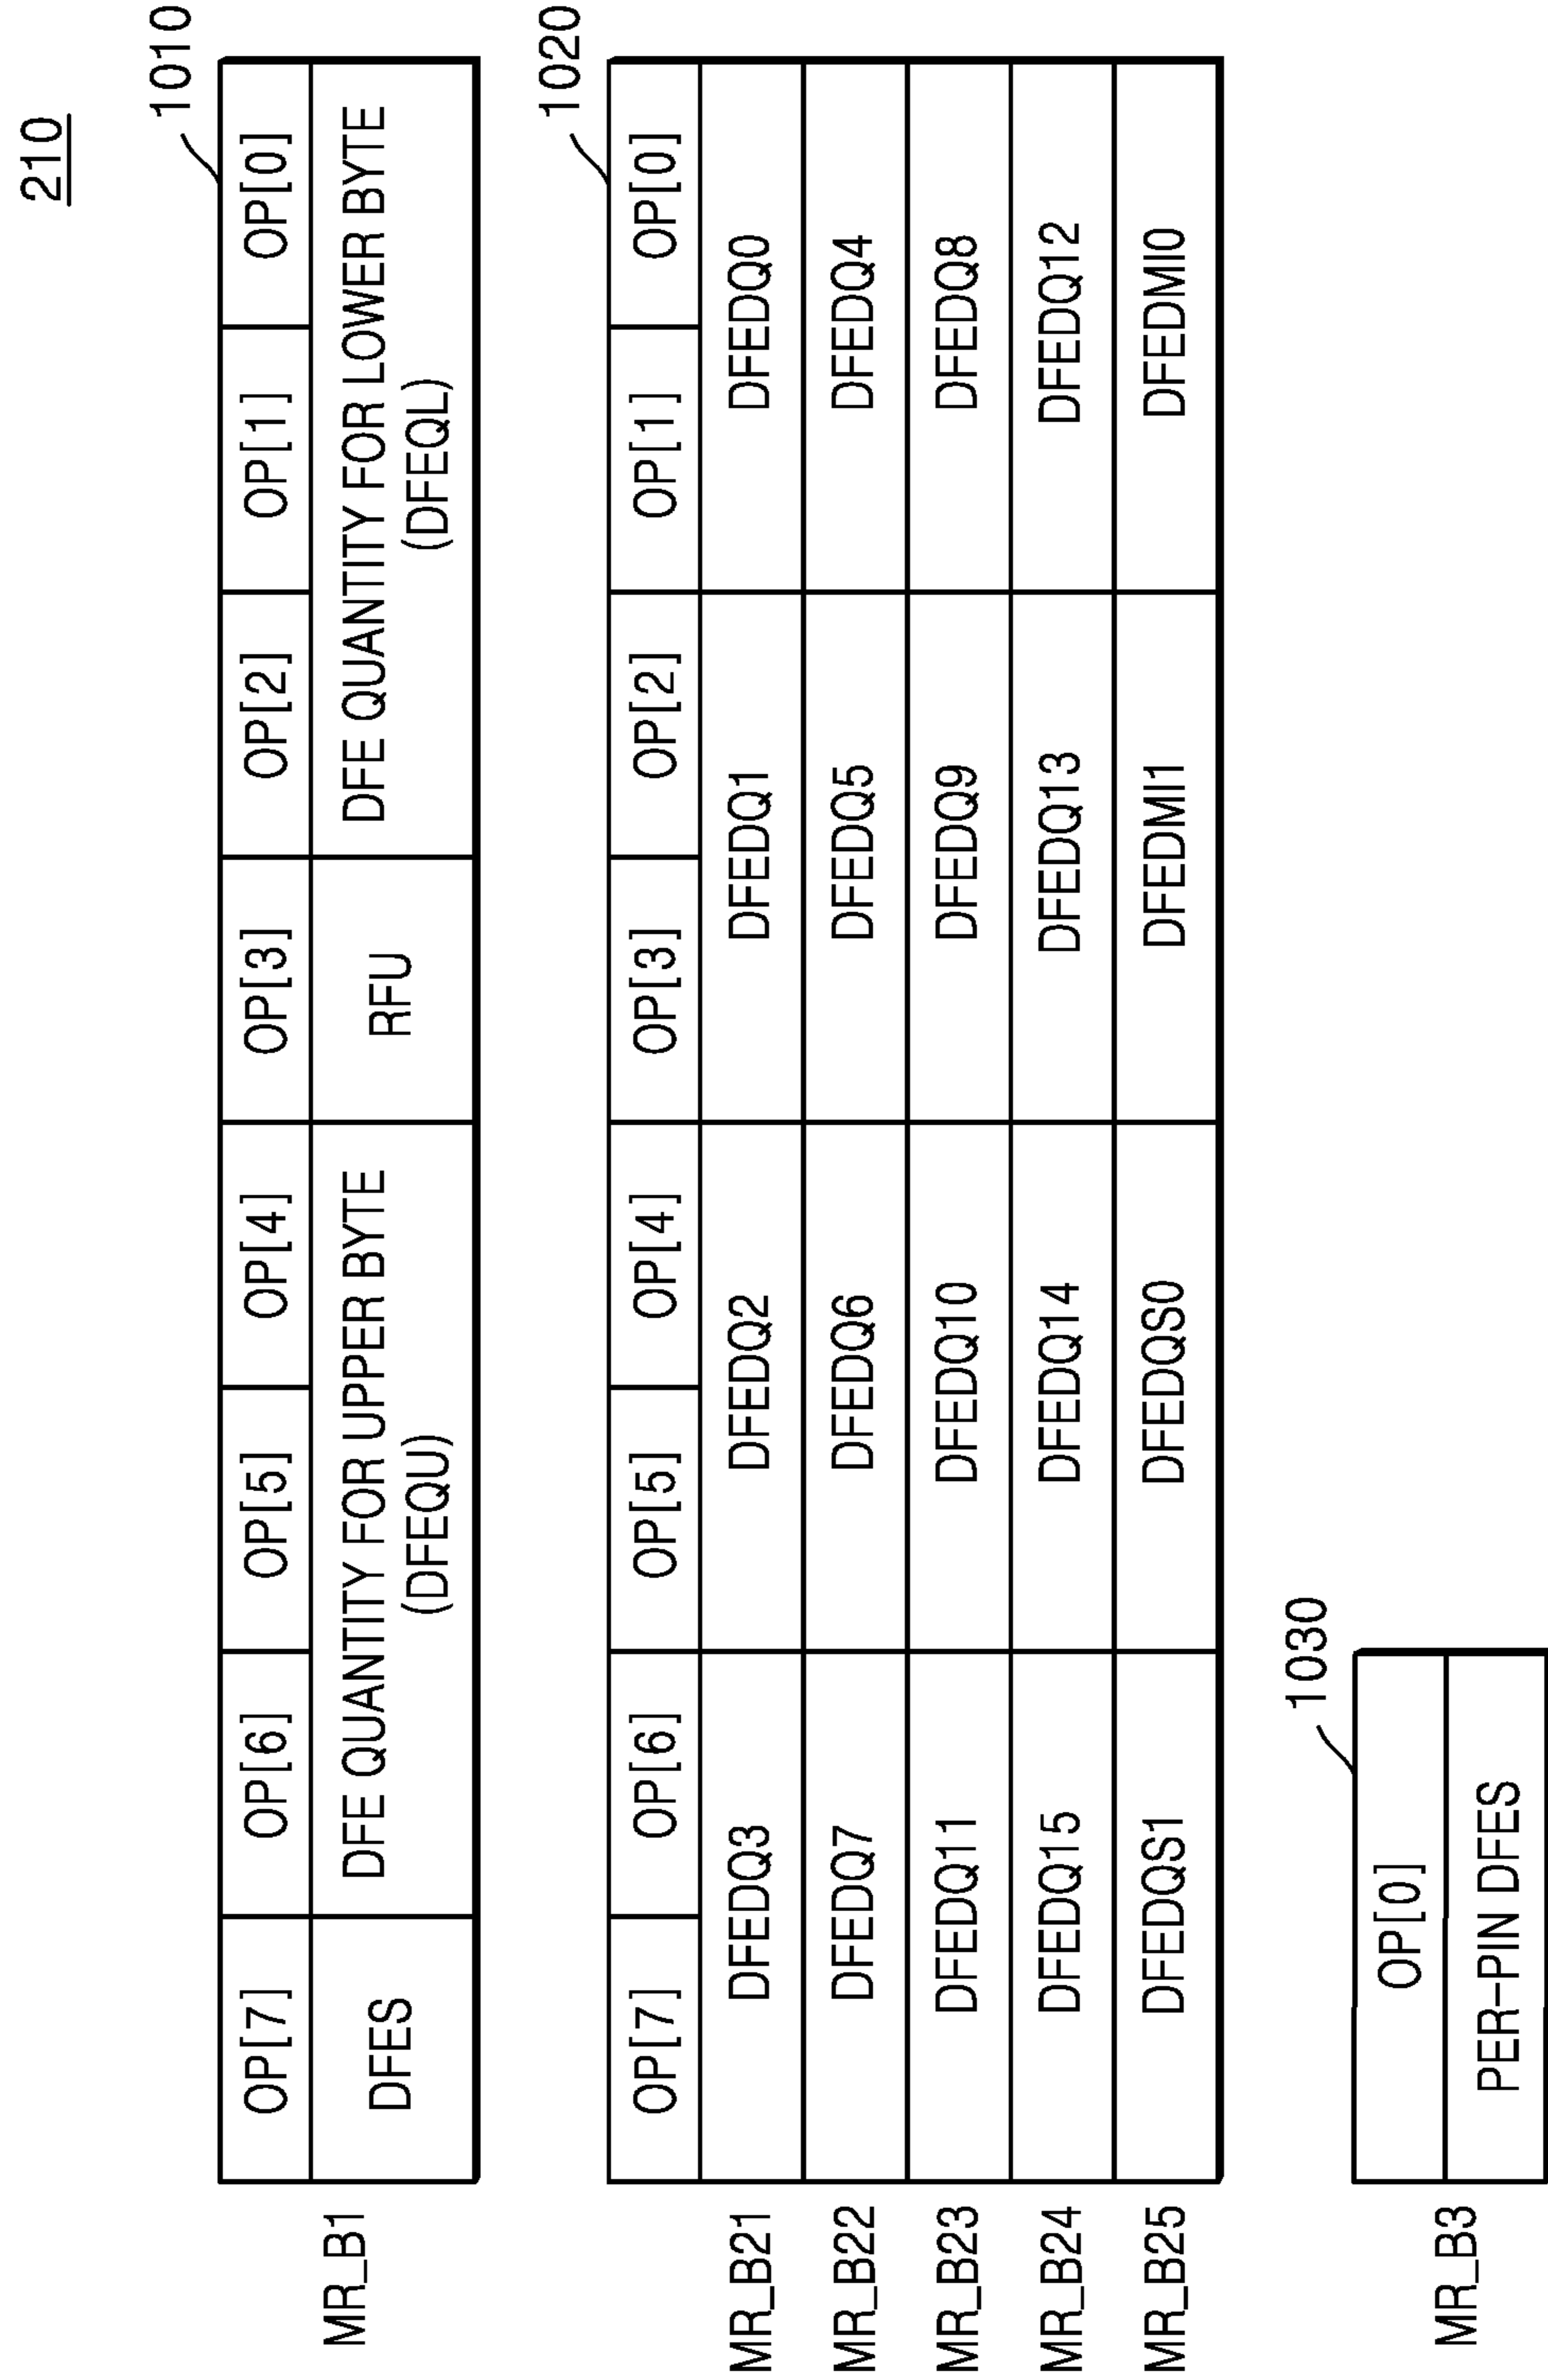 210
1010
OP[7] OP[6] OP[5] OP[4] OP[3] OP[2] OP[1] OP[0]
MR_B1 DFES DFE QUANTITY FOR UPPER BYTE (DFEQU) RFU DFE QUANTITY FOR LOWER BYTE (DFEQL)
1020
OP[7] OP[6] OP[5] OP[4] OP[3] OP[2] OP[1] OP[0]
MR_B21 DFEDQ3 DFEDQ2 DFEDQ1 DFEDQ0
MR_B22 DFEDQ7 DFEDQ6 DFEDQ5 DFEDQ4
MR_B23 DFEDQ11 DFEDQ10 DFEDQ9 DFEDQ8
MR_B24 DFEDQ15 DFEDQ14 DFEDQ13 DFEDQ12
MR_B25 DFEDQS1 DFEDQS0 DFEDMI1 DFEDMI0
1030
OP[0]
MR_B3 PER-PIN DFES